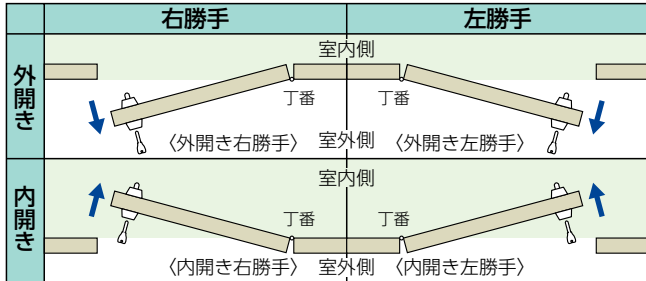 右勝手 左勝手
外開き
室内側
丁番 丁番
〈外開き右勝手〉 室外側 〈外開き左勝手〉
内開き
室内側
丁番 丁番
〈内開き右勝手〉 室外側 〈内開き左勝手〉